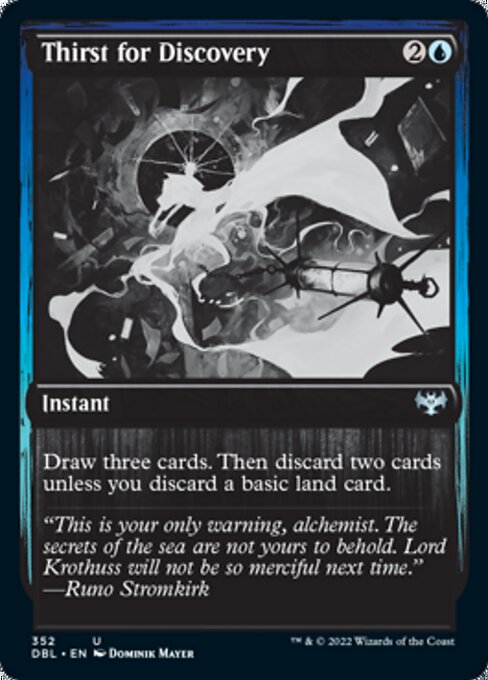 Thirst for Discovery 2
Instant
Draw three cards. Then discard two cards
unless you discard a basic land card.
“This is your only warning, alchemist. The
secrets of the sea are not yours to behold. Lord
Krothuss will not be so merciful next time.”
—Runo Stromkirk
352 U
DBL • EN Dominik Mayer
™ & © 2022 Wizards of the Coast